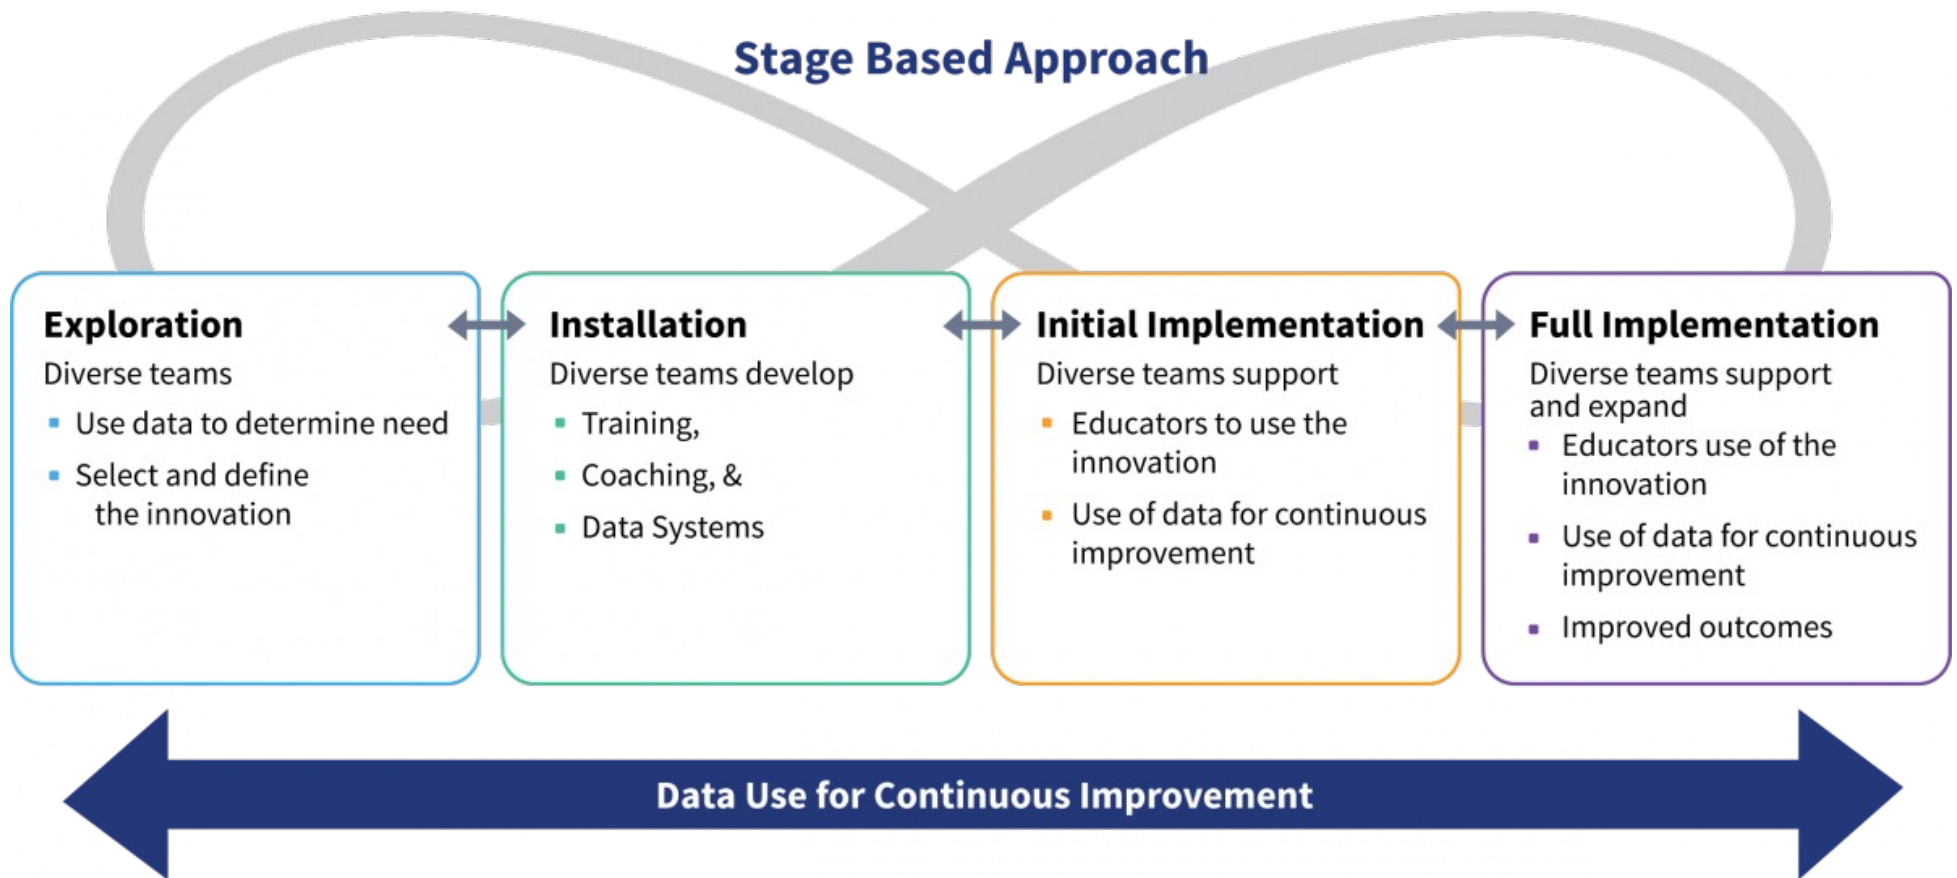 Stage Based Approach
Exploration
Diverse teams
▪ Use data to determine need
▪ Select and define
the innovation
Installation
Diverse teams develop
▪ Training,
▪ Coaching, &
▪ Data Systems
Initial Implementation
Diverse teams support
▪ Educators to use the
innovation
▪ Use of data for continuous
improvement
Full Implementation
Diverse teams support
and expand
▪ Educators use of the
innovation
▪ Use of data for continuous
improvement
▪ Improved outcomes
Data Use for Continuous Improvement